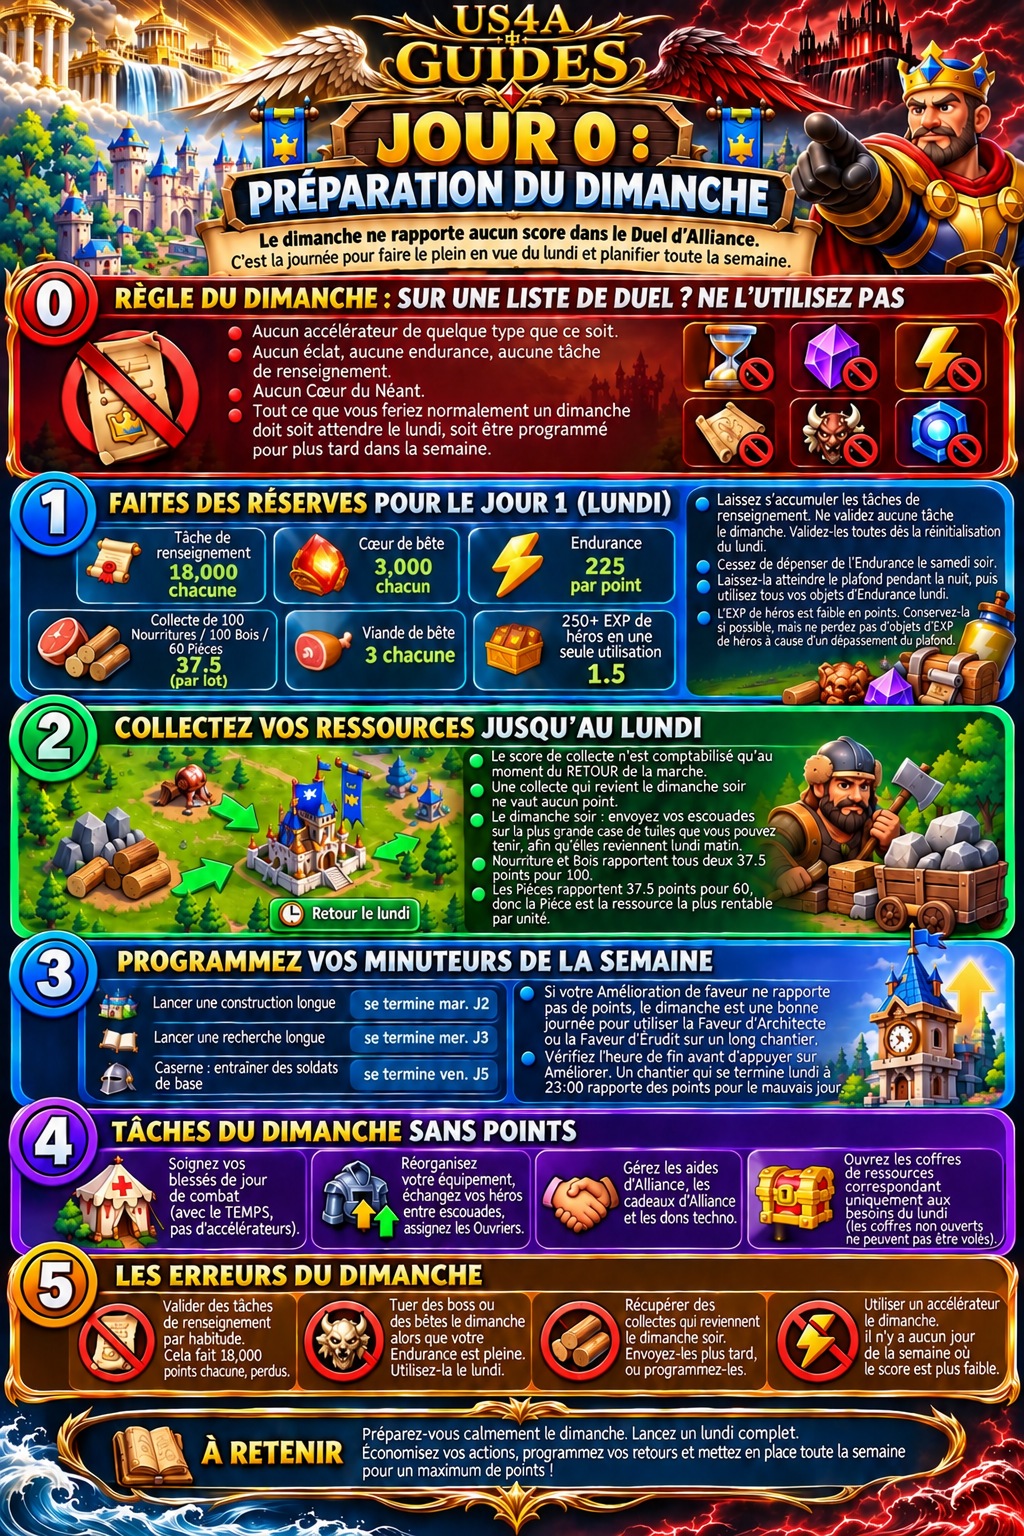 US4A
GUIDES
JOUR 0 :
PRÉPARATION DU DIMANCHE
Le dimanche ne rapporte aucun score dans le Duel d'Alliance.
C'est la journée pour faire le plein en vue du lundi et planifier toute la semaine.
0
RÈGLE DU DIMANCHE : SUR UNE LISTE DE DUEL ? NE L'UTILISEZ PAS
Aucun accélérateur de quelque type que ce soit.
Aucun éclat, aucune endurance, aucune tâche
de renseignement.
Aucun Cœur du Néant.
Tout ce que vous feriez normalement un dimanche
doit soit attendre le lundi, soit être programmé
pour plus tard dans la semaine.
1
FAITES DES RÉSERVES POUR LE JOUR 1 (LUNDI)
Tâche de
renseignement
18,000
chacune
Cœur de bête
3,000
chacun
Endurance
225
par point
Collecte de 100
Nourritures / 100 Bois /
60 Piéces
37.5
(par lot)
Viande de bête
3 chacune
250+ EXP de
héros en une
seule utilisation
1.5
Laissez s'accumuler les tâches de
renseignement. Ne validez aucune tâche
le dimanche. Validez-les toutes dès la réinitialisation
du lundi.
Cessez de dépenser de l'Endurance le samedi soir.
Laissez-la atteindre le plafond pendant la nuit, puis
utilisez tous vos objets d'Endurance lundi.
L'EXP de héros est faible en points. Conservez-la
si possible, mais ne perdez pas d'objets d'EXP
de héros à cause d'un dépassement du plafond.
2
COLLECTEZ VOS RESSOURCES JUSQU'AU LUNDI
Retour le lundi
Le score de collecte n'est comptabilisé qu'au
moment du RETOUR de la marche.
Une collecte qui revient le dimanche soir
ne vaut aucun point.
Le dimanche soir : envoyez vos escouades
sur la plus grande case de tuiles que vous pouvez
tenir, afin qu'élles reviennent lundi matin.
Nourriture et Bois rapportent tous deux 37.5
points pour 100.
Les Piéces rapportent 37.5 points pour 60,
donc la Piéce est la ressource la plus rentable
par unité.
3
PROGRAMMEZ VOS MINUTEURS DE LA SEMAINE
Lancer une construction longue
se termine mar. J2
Lancer une recherche longue
se termine mer. J3
Caserne : entraîner des soldats
de base
se termine ven. J5
Si votre Amélioration de faveur ne rapporte
pas de points, le dimanche est une bonne
journée pour utiliser la Faveur d'Architecte
ou la Faveur d'Érudit sur un long chantier.
Vérifiez l'heure de fin avant d'appuyer sur
Améliorer. Un chantier qui se termine lundi à
23:00 rapporte des points pour le mauvais jour.
4
TÂCHES DU DIMANCHE SANS POINTS
Soignez vos
blessés de jour
de combat
(avec le TEMPS,
pas d'accélérateurs).
Réorganisez
votre équipement,
échangez vos héros
entre escouades,
assignez les Ouvriers.
Gérez les aides
d'Alliance, les
cadeaux d'Alliance
et les dons techno.
Ouvrez les coffres
de ressources
correspondant
uniquement aux
besoins du lundi
(les coffres non ouverts
ne peuvent pas être volés).
5
LES ERREURS DU DIMANCHE
Valider des tâches
de renseignement
par habitude.
Cela fait 18,000
points chacune, perdus.
Tuer des boss ou
des bêtes le dimanche
alors que votre
Endurance est pleine.
Utilisez-la le lundi.
Récupérer des
collectes qui reviennent
le dimanche soir.
Envoyez-les plus tard,
ou programmez-les.
Utiliser un accélérateur
le dimanche.
il n'y a aucun jour
de la semaine où
le score est plus faible.
À RETENIR
Préparez-vous calmement le dimanche. Lancez un lundi complet.
Économisez vos actions, programmez vos retours et mettez en place toute la semaine
pour un maximum de points !